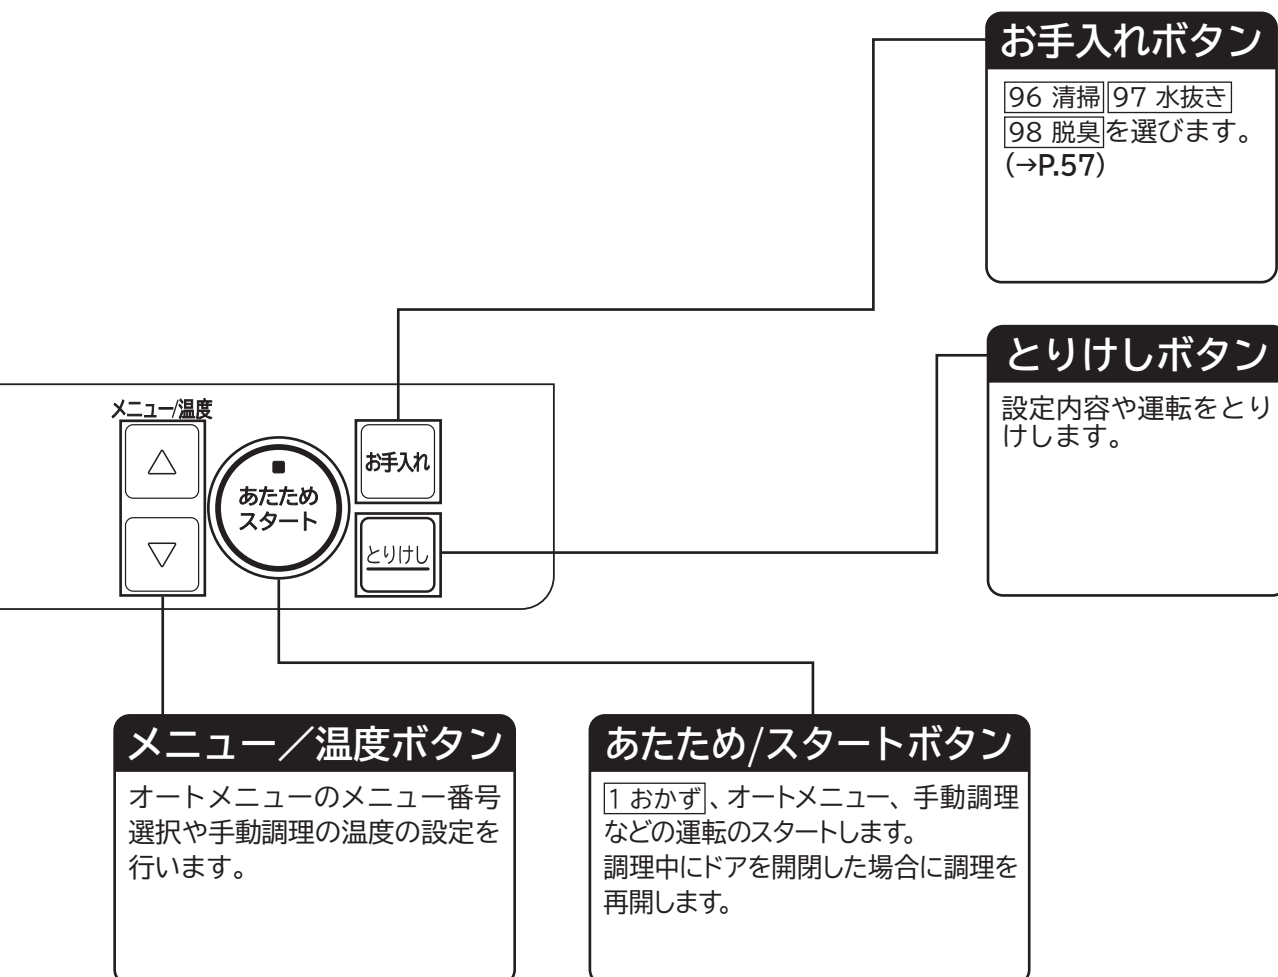 お手入れボタン
96 清掃 97 水抜き
98 脱臭を選びます。
(→P.57)
とりけしボタン
設定内容や運転をとり
けします。
メニュー/温度
△
▽
あたため
スタート
お手入れ
とりけし
メニュー／温度ボタン
オートメニューのメニュー番号
選択や手動調理の温度の設定を
行います。
あたため/スタートボタン
1 おかず、オートメニュー、手動調理
などの運転のスタートします。
調理中にドアを開閉した場合に調理を
再開します。